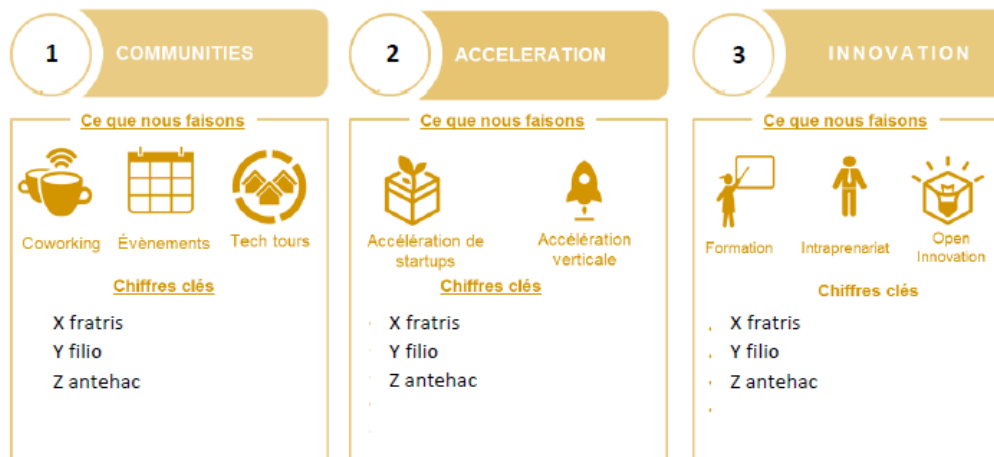 1 COMMUNITIES
Ce que nous faisons
Coworking
Évènements
Tech tours
Chiffres clés
X fratris
Y filio
Z antehac
2 ACCELERATION
Ce que nous faisons
Accélération de
startups
Accélération
verticale
Chiffres clés
X fratris
Y filio
Z antehac
3 INNOVATION
Ce que nous faisons
Formation
Intraprenariat
Open
Innovation
Chiffres clés
X fratris
Y filio
Z antehac